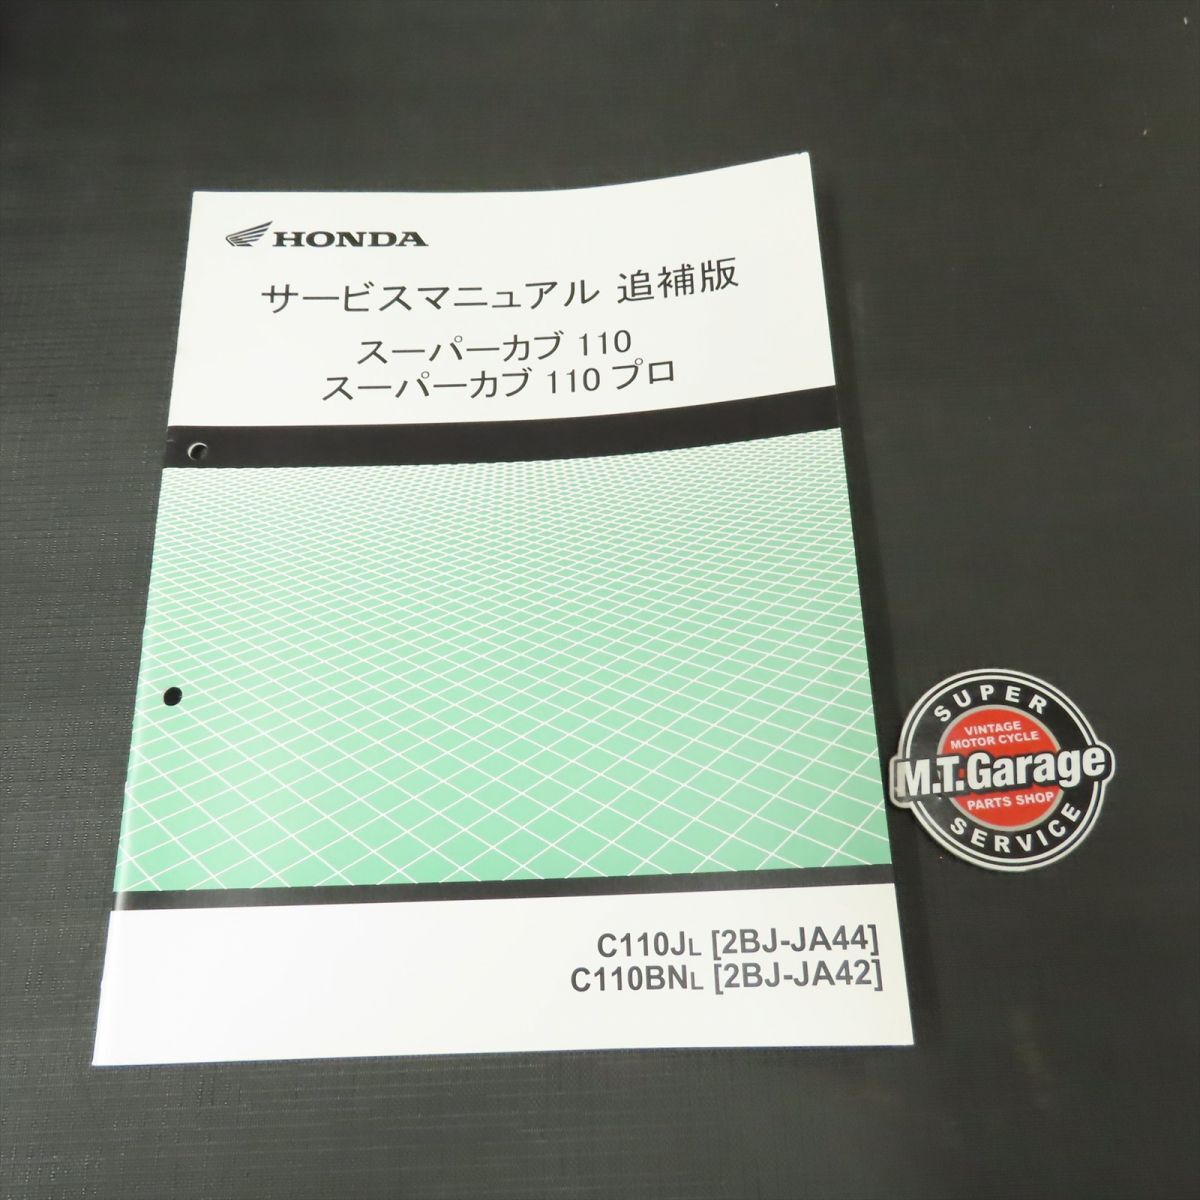 HONDA
サービスマニュアル 追補版
スーパーカブ 110
スーパーカブ 110 プロ
C110JL [2BJ-JA44]
C110BNL [2BJ-JA42]
SUPER
VINTAGE
MOTOR CYCLE
M.T.Garage
PARTS SHOP
SERVICE